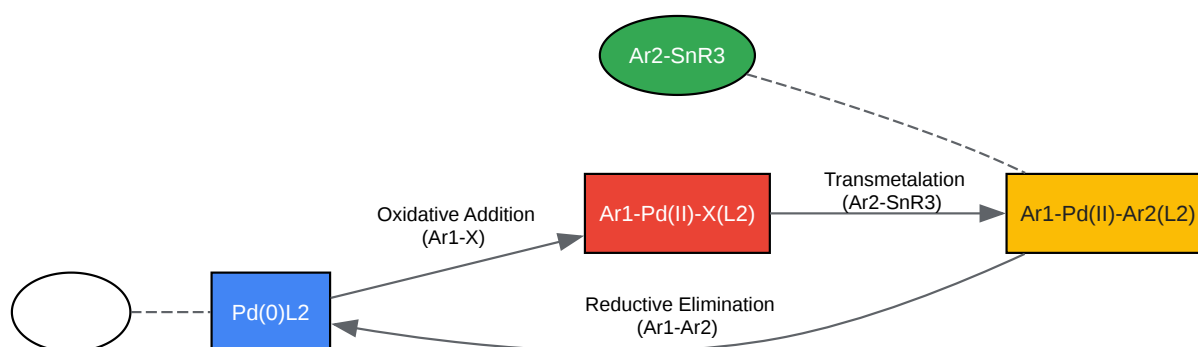 Ar2-SnR3
Transmetalation
(Ar2-SnR3)
Ar1-Pd(II)-X(L2)
Ar1-Pd(II)-Ar2(L2)
Oxidative Addition
(Ar1-X)
Pd(0)L2
Reductive Elimination
(Ar1-Ar2)